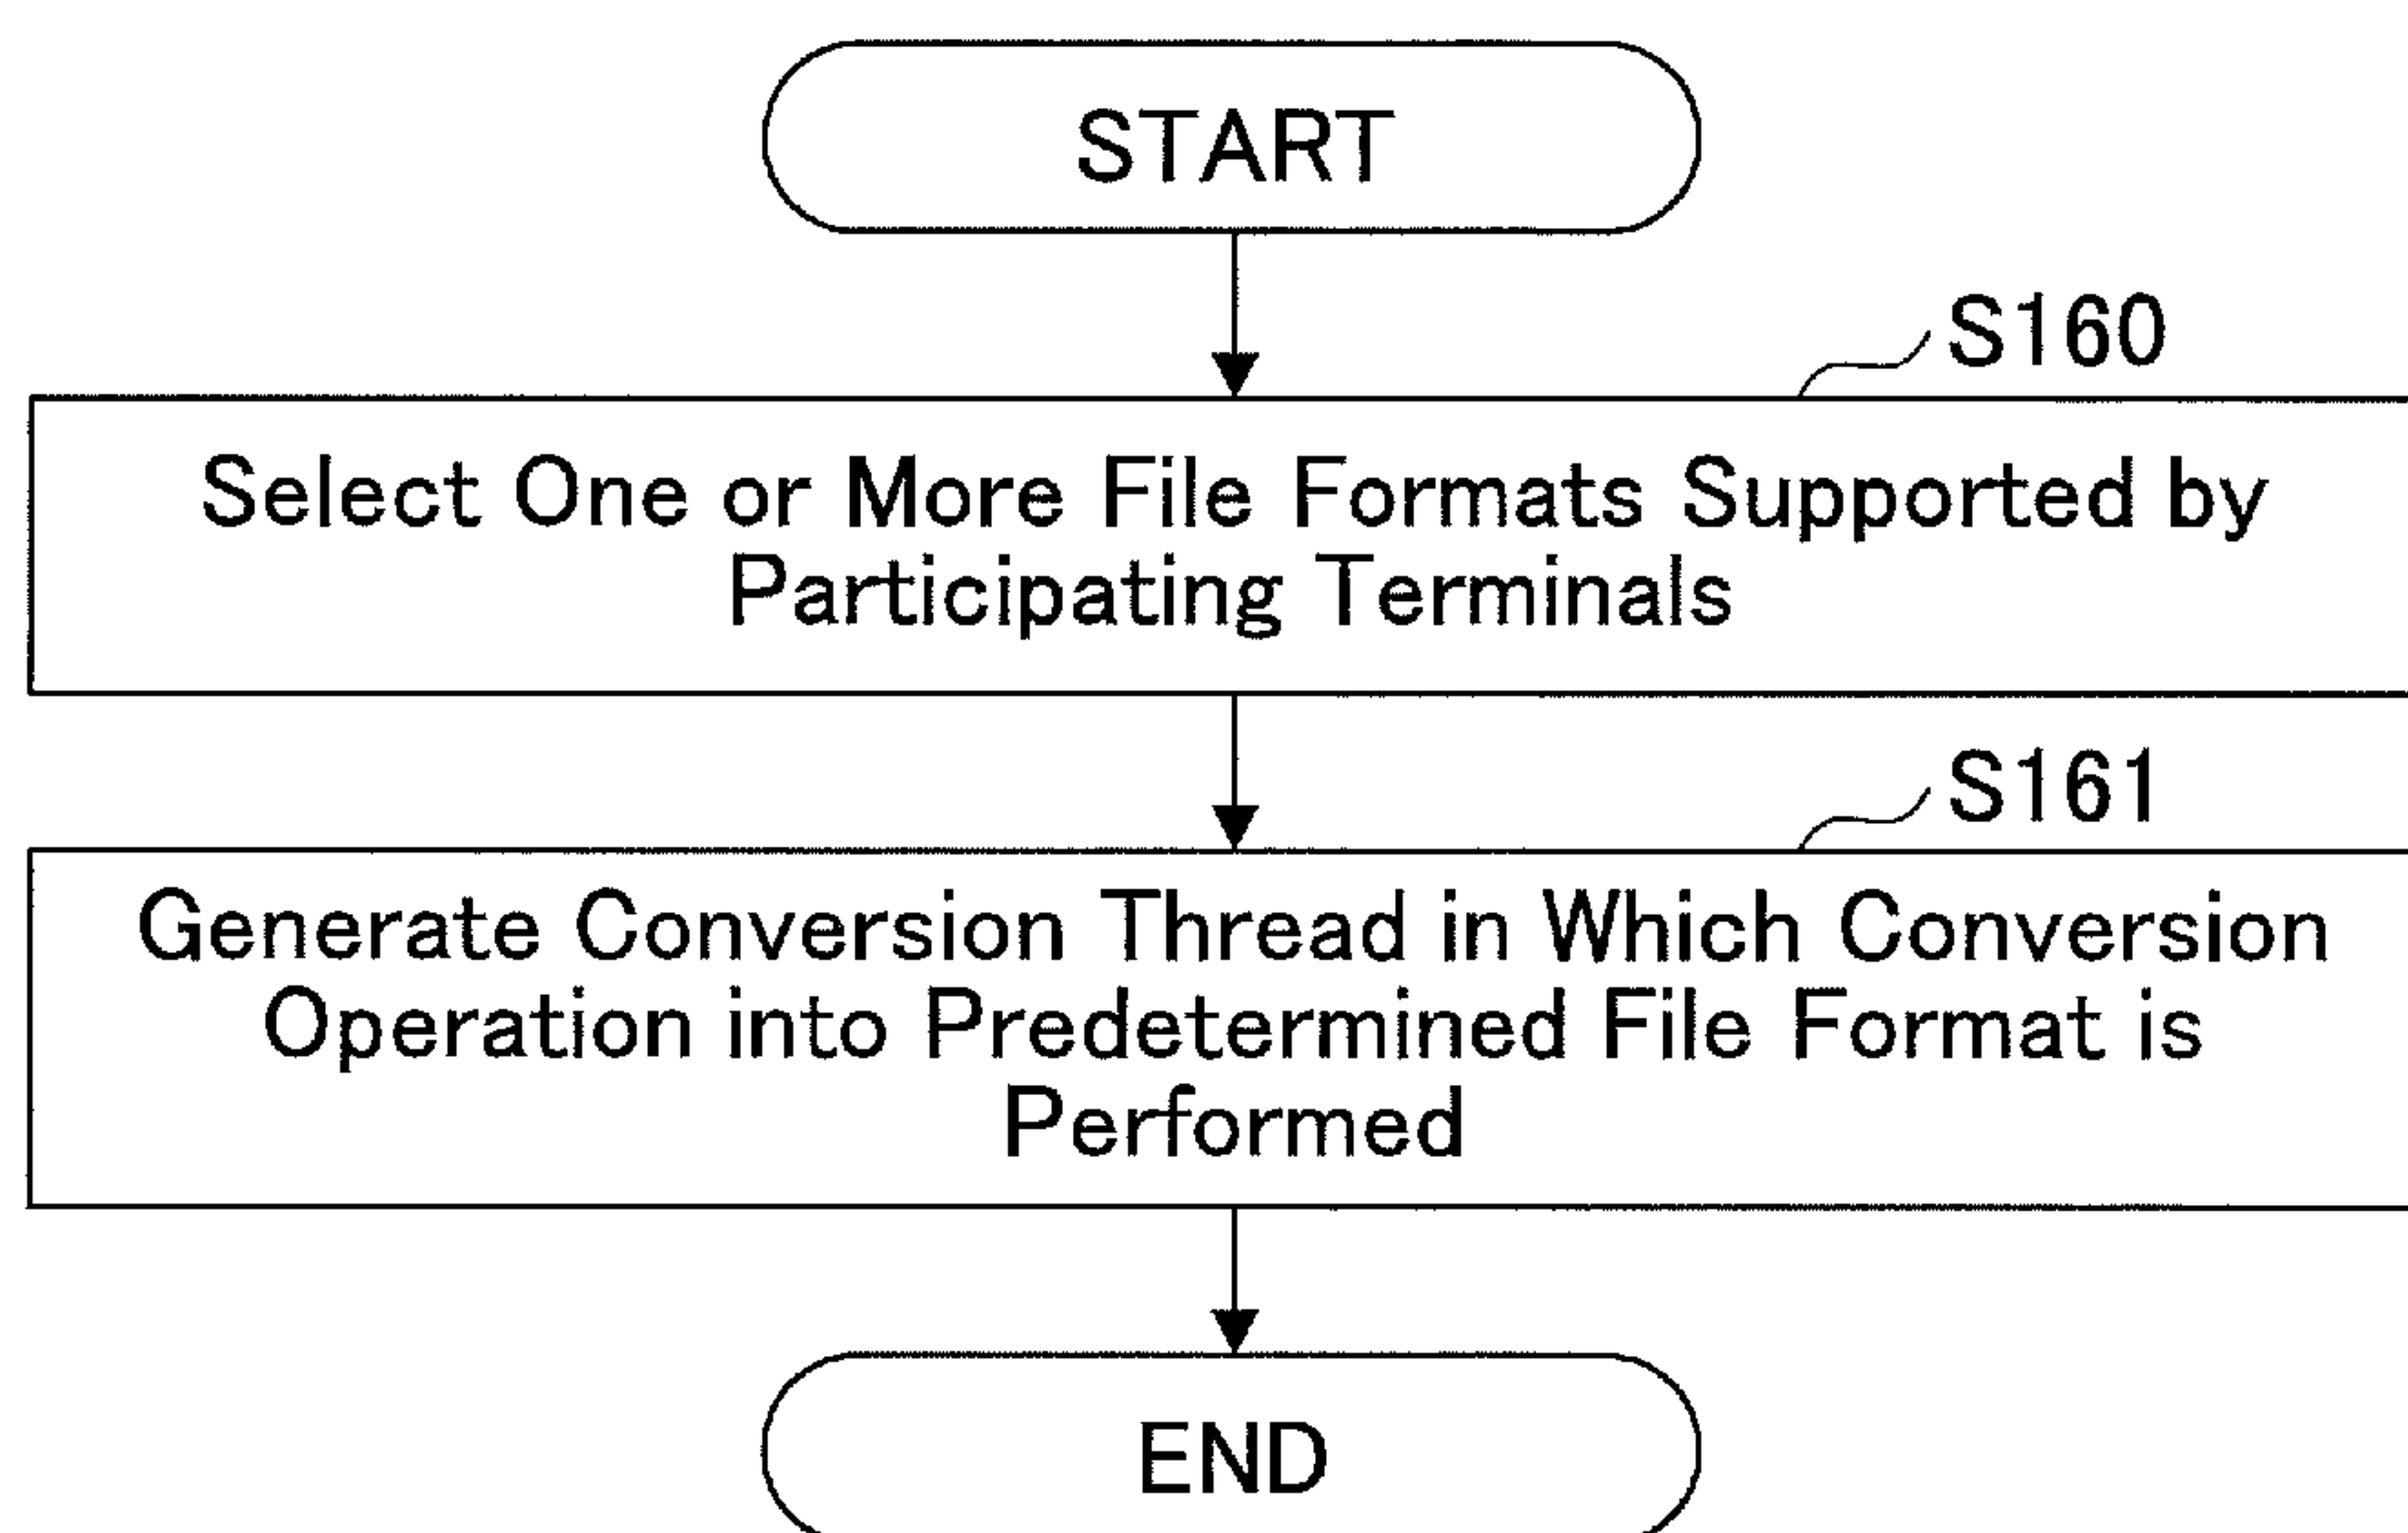 START
S160
Select One or More File Formats Supported by
Participating Terminals
S161
Generate Conversion Thread in Which Conversion
Operation into Predetermined File Format is
Performed
END